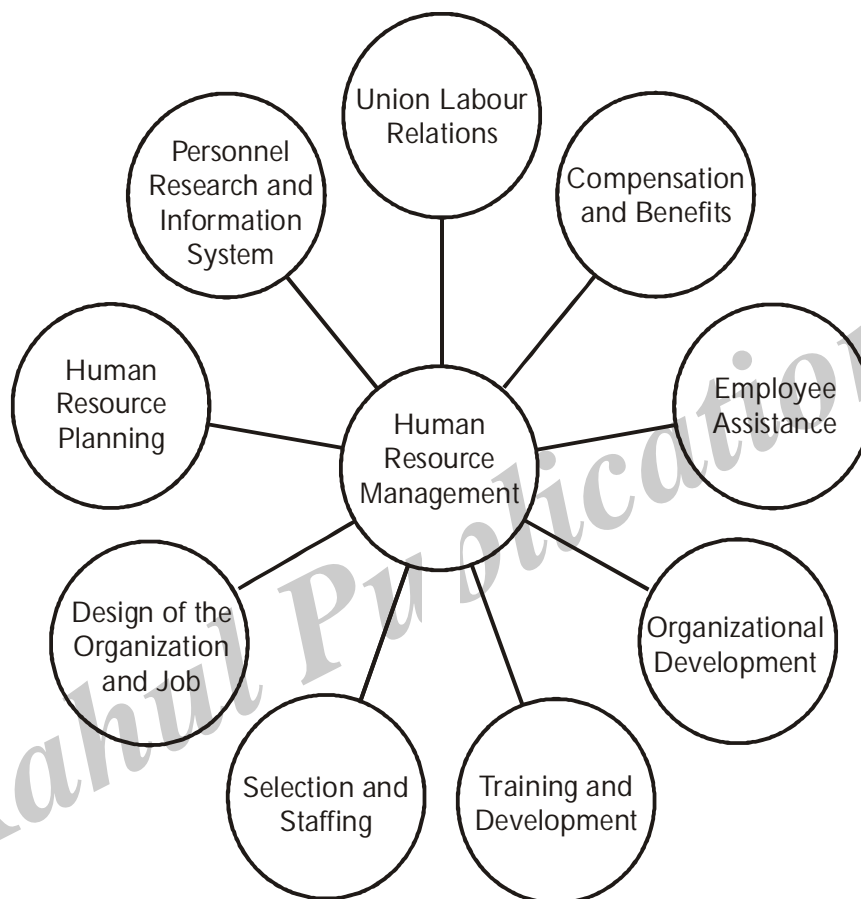 Union Labour
Relations
Personnel
Research and
Information
System
Compensation
and Benefits
Human
Resource
Planning
Employee
Assistance
Human
Resource
Management
Design of the
Organization
and Job
Organizational
Development
Selection and
Staffing
Training and
Development
Rahul Publication